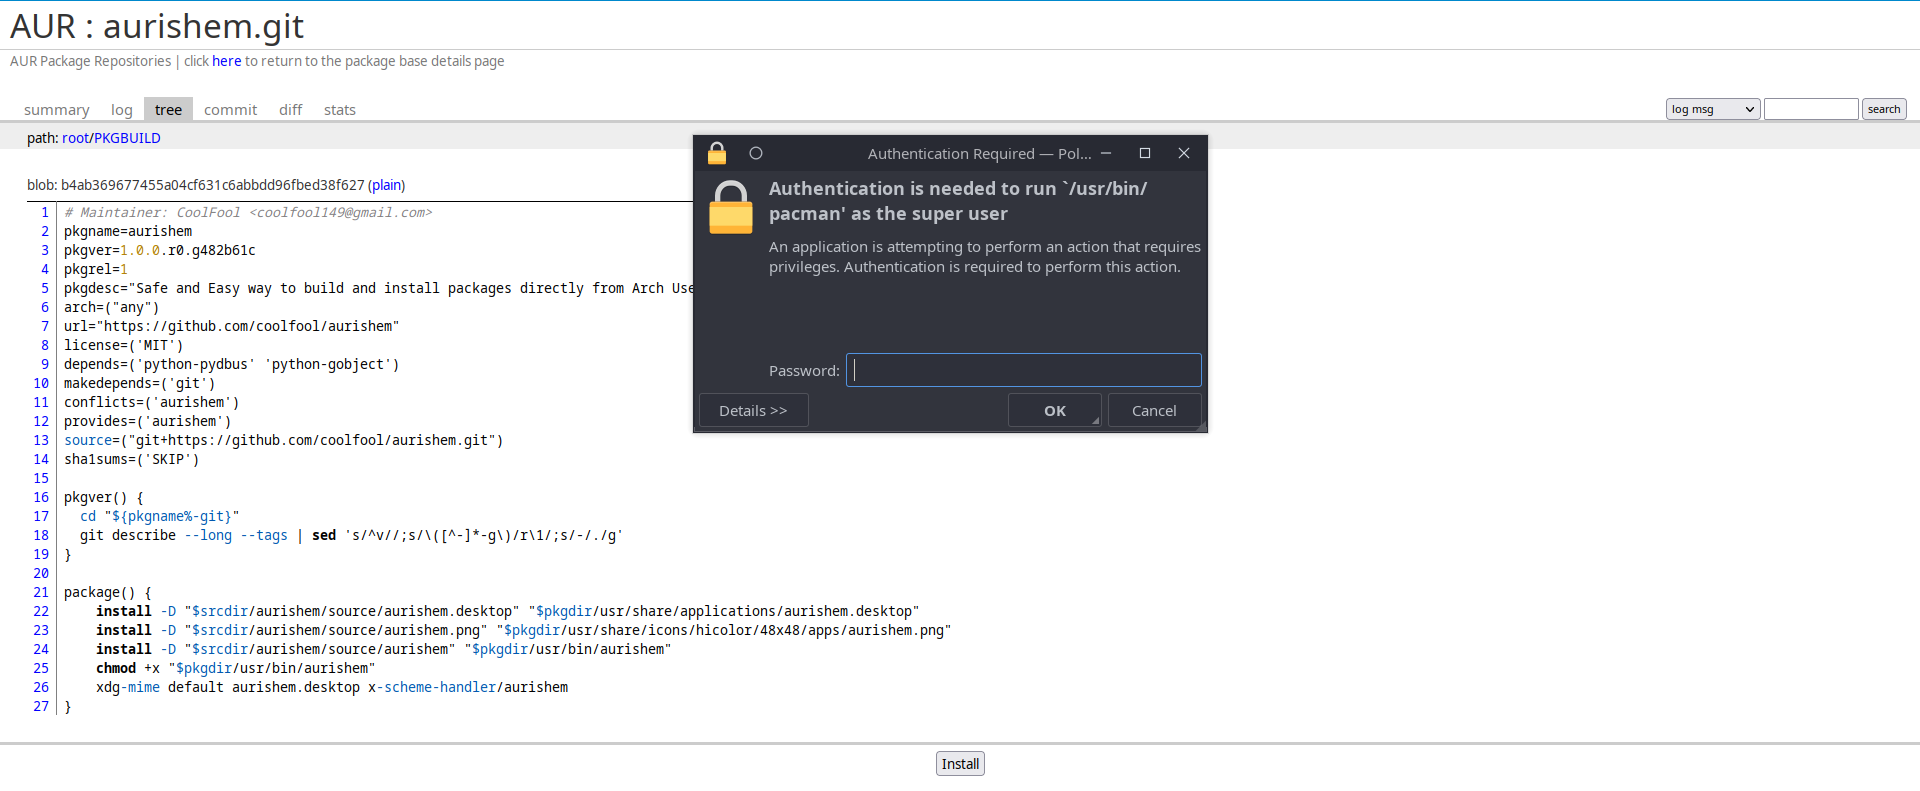 AUR : aurishem.git
AUR Package Repositories | click here to return to the package base details page
summary log tree commit diff stats
log msg
search
path: root/PKGBUILD
blob: b4ab369677455a04cf631c6abbdd96fbed38f627 (plain)
1 # Maintainer: CoolFool <coolfool149@gmail.com>
2 pkgname=aurishem
3 pkgver=1.0.0.r0.g482b61c
4 pkgrel=1
5 pkgdesc="Safe and Easy way to build and install packages directly from Arch Use
6 arch=("any")
7 url="https://github.com/coolfool/aurishem"
8 license=('MIT')
9 depends=('python-pydbus' 'python-gobject')
10 makedepends=('git')
11 conflicts=('aurishem')
12 provides=('aurishem')
13 source=("git+https://github.com/coolfool/aurishem.git")
14 sha1sums=('SKIP')
15
16 pkgver() {
17   cd "${pkgname%-git}"
18   git describe --long --tags | sed 's/^v//;s/\([^-]*-g\)/r\1/;s/-/./g'
19 }
20
21 package() {
22     install -D "$srcdir/aurishem/source/aurishem.desktop" "$pkgdir/usr/share/applications/aurishem.desktop"
23     install -D "$srcdir/aurishem/source/aurishem.png" "$pkgdir/usr/share/icons/hicolor/48x48/apps/aurishem.png"
24     install -D "$srcdir/aurishem/source/aurishem" "$pkgdir/usr/bin/aurishem"
25     chmod +x "$pkgdir/usr/bin/aurishem"
26     xdg-mime default aurishem.desktop x-scheme-handler/aurishem
27 }
Authentication Required — Pol...
Authentication is needed to run `/usr/bin/
pacman' as the super user
An application is attempting to perform an action that requires
privileges. Authentication is required to perform this action.
Password:
Details >>
OK
Cancel
Install